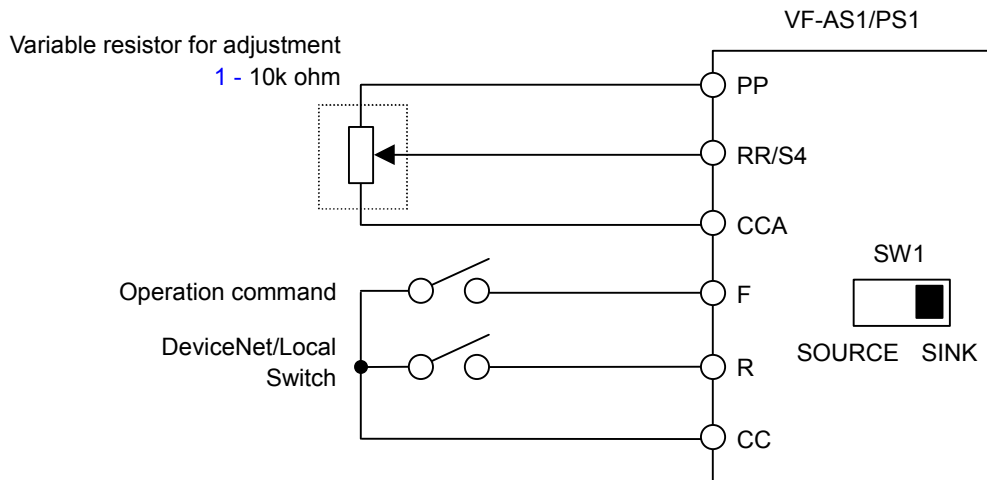 VF-AS1/PS1
Variable resistor for adjustment
1 - 10k ohm
PP
RR/S4
CCA
SW1
Operation command
F
DeviceNet/Local
Switch
R
SOURCE SINK
CC